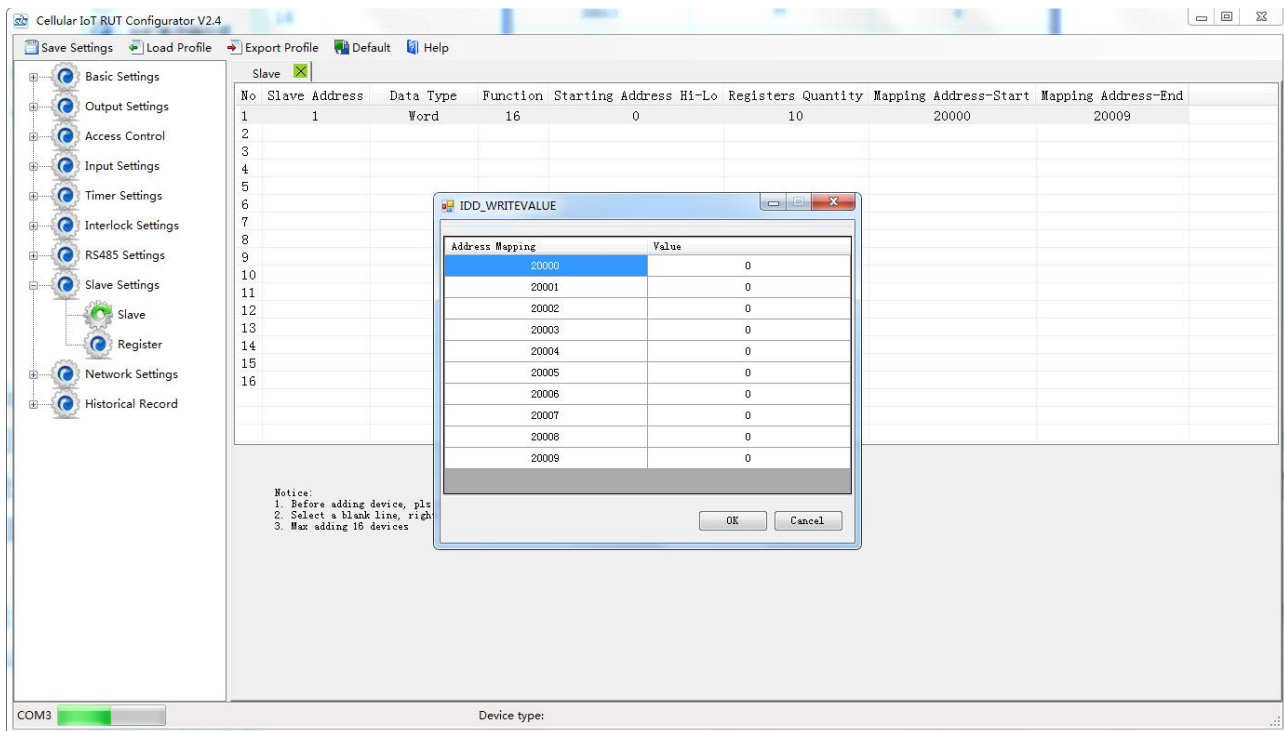 Cellular IoT RUT Configurator V2.4
Save Settings Load Profile Export Profile Default Help
Basic Settings
Output Settings
Access Control
Input Settings
Timer Settings
Interlock Settings
RS485 Settings
Slave Settings
Slave
Register
Network Settings
Historical Record
Slave
No Slave Address Data Type Function Starting Address Hi-Lo Registers Quantity Mapping Address-Start Mapping Address-End
1 1 Word 16 0 10 20000 20009
2
3
4
5
6
7
8
9
10
11
12
13
14
15
16
IDD_WRITEVALUE
Address Mapping Value
20000 0
20001 0
20002 0
20003 0
20004 0
20005 0
20006 0
20007 0
20008 0
20009 0
OK Cancel
Notice:
1. Before adding device, pls
2. Select a blank line, righ
3. Max adding 16 devices
COM3 Device type: